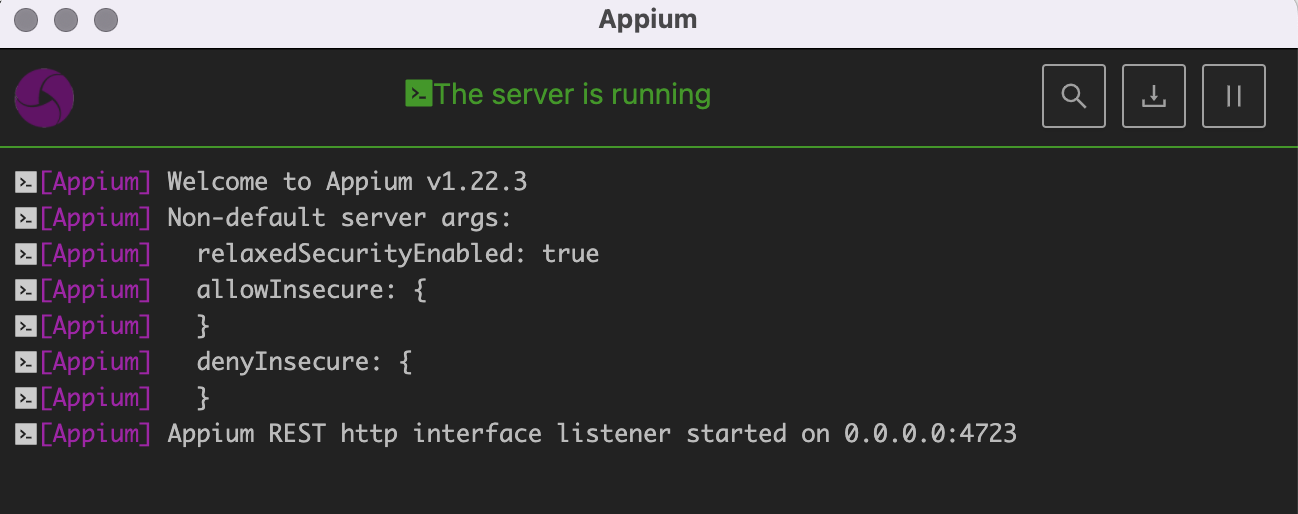 Appium
The server is running
[Appium] Welcome to Appium v1.22.3
[Appium] Non-default server args:
[Appium]   relaxedSecurityEnabled: true
[Appium]   allowInsecure: {
[Appium]   }
[Appium]   denyInsecure: {
[Appium]   }
[Appium] Appium REST http interface listener started on 0.0.0.0:4723